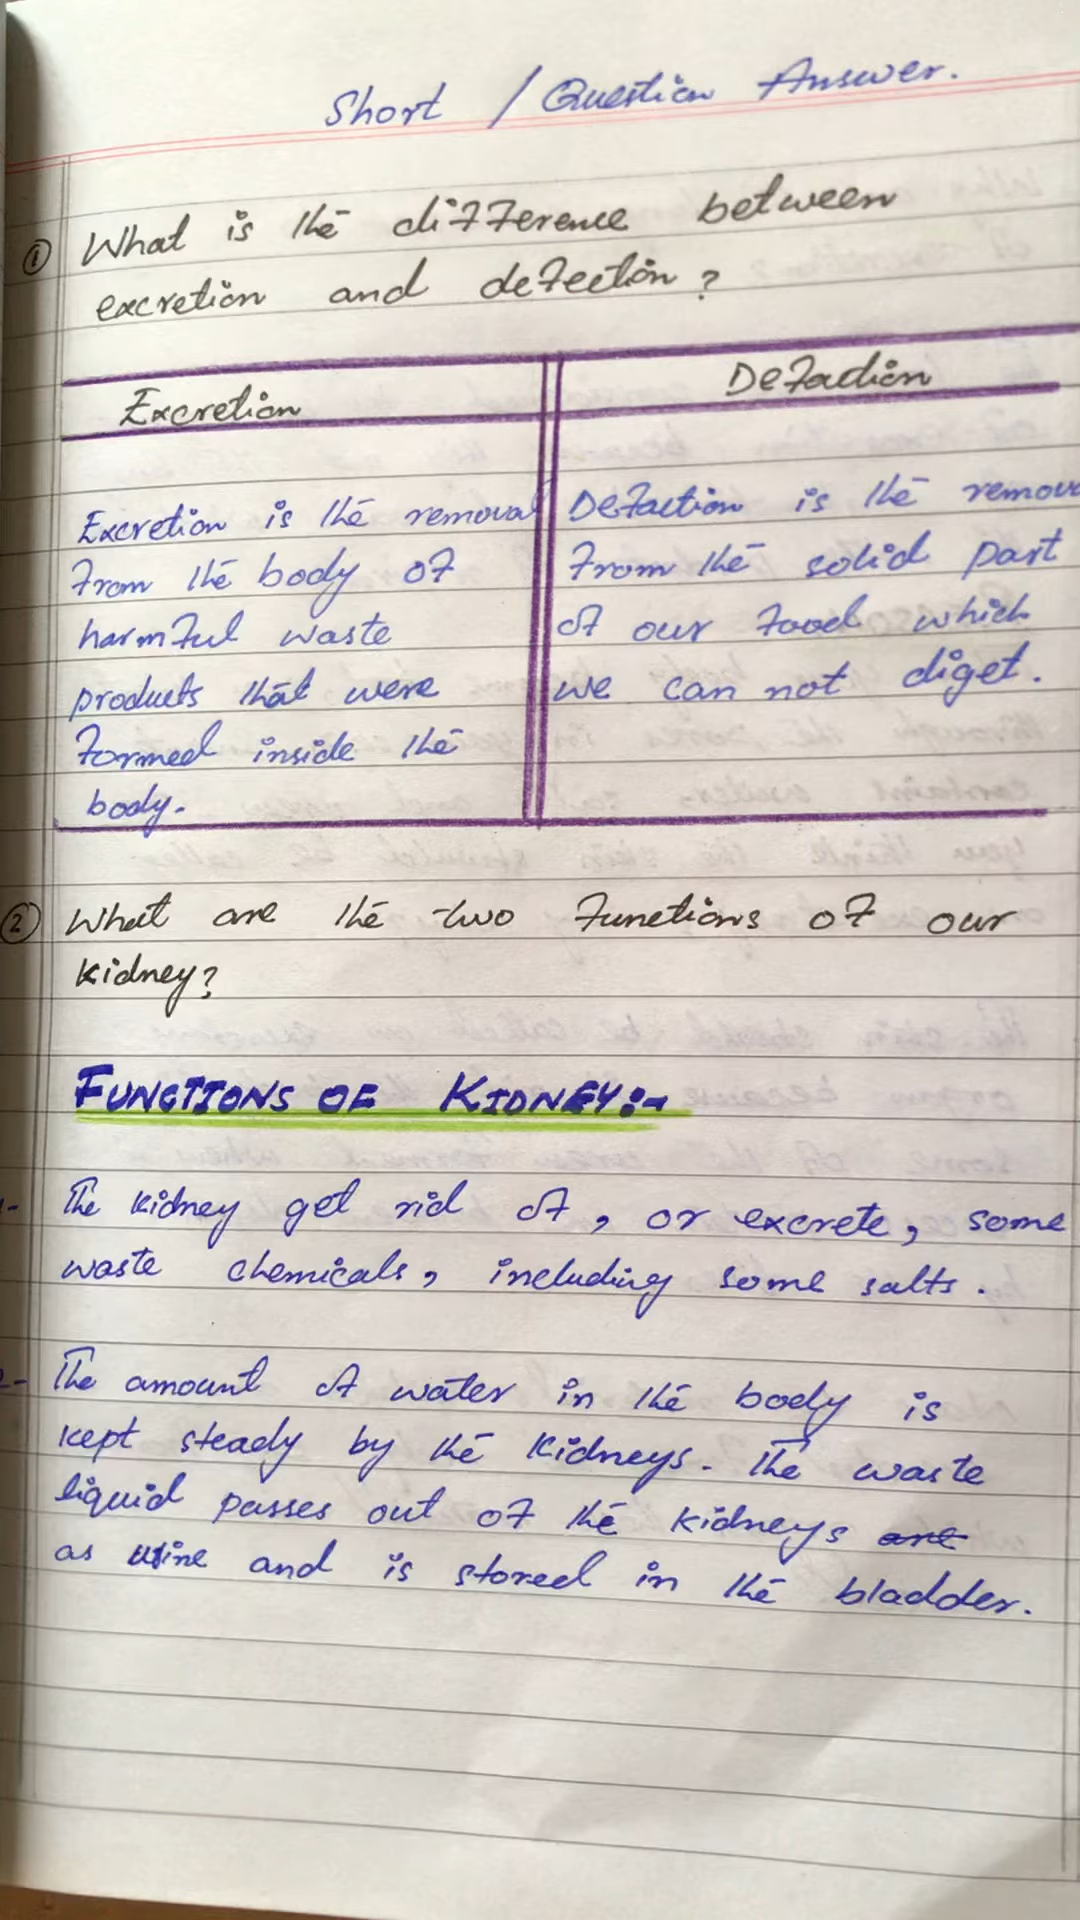 Short / Question Answer.
① What is the difference between
excretion and defection?
Excretion
Defaction
Excretion is the removal
from the body of
harmful waste
products that were
formed inside the
body.
Defaction is the remov
from the solid part
of our food which
we can not diget.
② What are the two functions of our
kidney?
FUNCTIONS OF KIDNEY:-
The kidney get rid of, or excrete, some
waste chemicals, including some salts.
2- The amount of water in the body is
kept steady by the kidneys. The waste
liquid passes out of the kidneys are
as urine and is stored in the bladder.